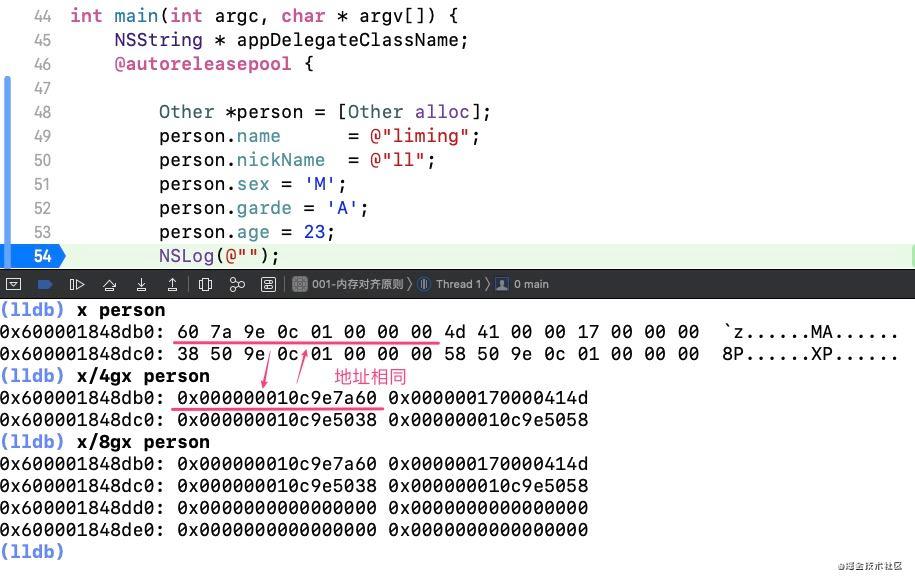 44 int main(int argc, char * argv[]) {
45 NSString * appDelegateClassName;
46 @autoreleasepool {
47
48 Other *person = [Other alloc];
49 person.name = @"liming";
50 person.nickName = @"ll";
51 person.sex = 'M';
52 person.garde = 'A';
53 person.age = 23;
54 NSLog(@"");
001-内存对齐原则 〉 Thread 1 〉 0 main
(lldb) x person
0x600001848db0: 60 7a 9e 0c 01 00 00 00 4d 41 00 00 17 00 00 00 `z......MA......
0x600001848dc0: 38 50 9e 0c 01 00 00 00 58 50 9e 0c 01 00 00 00 8P......XP......
(lldb) x/4gx person
地址相同
0x600001848db0: 0x000000010c9e7a60 0x000000170000414d
0x600001848dc0: 0x000000010c9e5038 0x000000010c9e5058
(lldb) x/8gx person
0x600001848db0: 0x000000010c9e7a60 0x000000170000414d
0x600001848dc0: 0x000000010c9e5038 0x000000010c9e5058
0x600001848dd0: 0x0000000000000000 0x0000000000000000
0x600001848de0: 0x0000000000000000 0x0000000000000000
(lldb)
@掘金技术社区